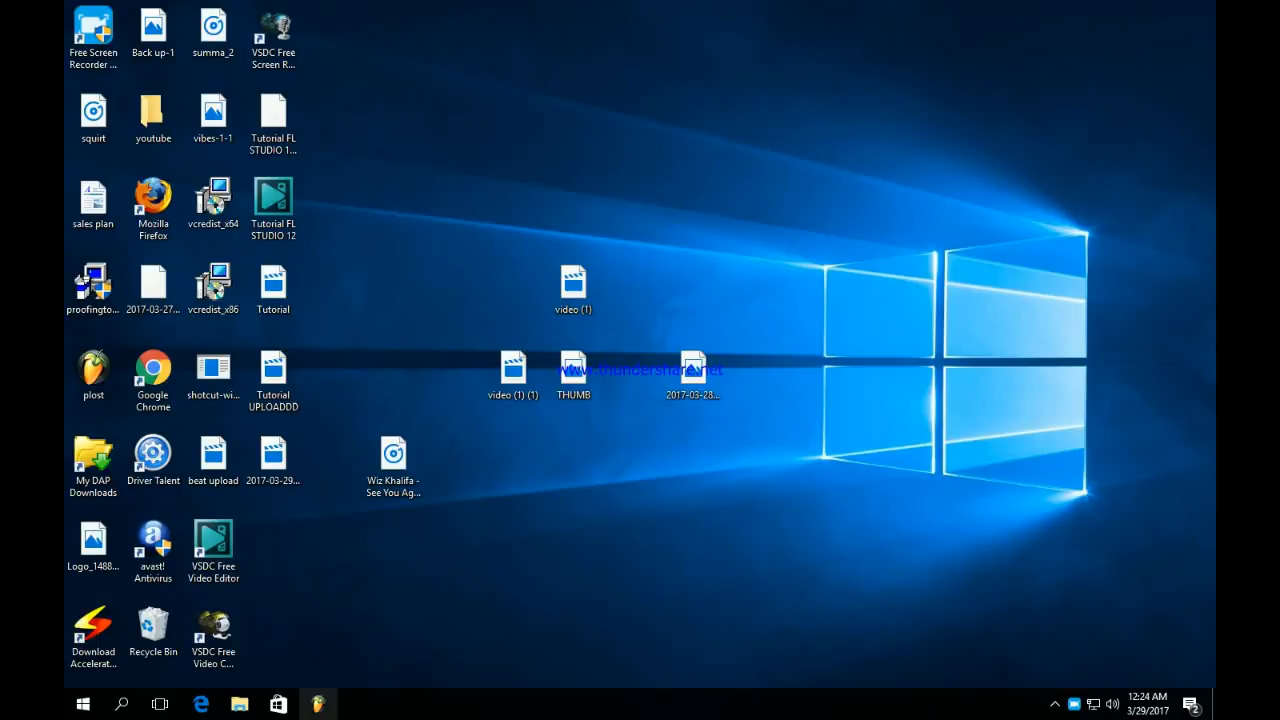 Free Screen
Recorder ...
Back up-1
summa_2
VSDC Free
Screen R...
squirt
youtube
vibes-1-1
Tutorial FL
STUDIO 1...
sales plan
Mozilla
Firefox
vcredist_x64
Tutorial FL
STUDIO 12
proofingto...
2017-03-27...
vcredist_x86
Tutorial
video (1)
plost
Google
Chrome
shotcut-wi...
Tutorial
UPLOADDD
video (1) (1)
THUMB
www.thundershare.net
2017-03-28...
My DAP
Downloads
Driver Talent
beat upload
2017-03-29...
Wiz Khalifa -
See You Ag...
Logo_1488...
avast!
Antivirus
VSDC Free
Video Editor
Download
Accelerat...
Recycle Bin
VSDC Free
Video C...
12:24 AM
3/29/2017
2